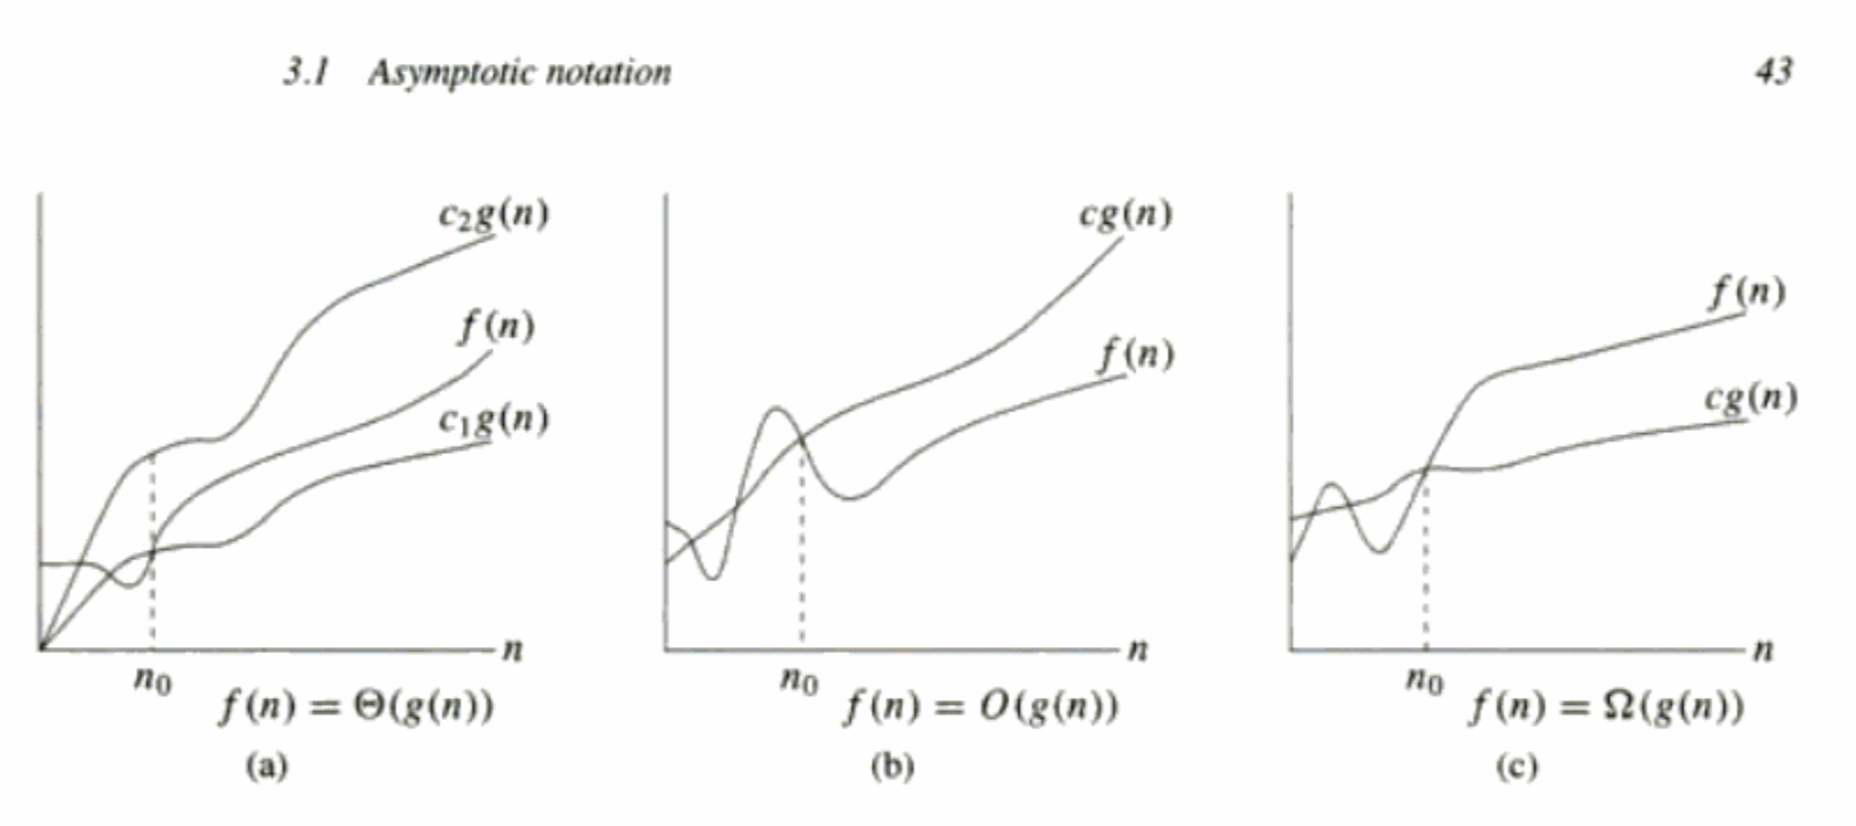 3.1 Asymptotic notation 43
c₂g(n)
f(n)
c₁g(n)
n
n₀
f(n) = Θ(g(n))
(a)
cg(n)
f(n)
n
n₀
f(n) = O(g(n))
(b)
f(n)
cg(n)
n
n₀
f(n) = Ω(g(n))
(c)